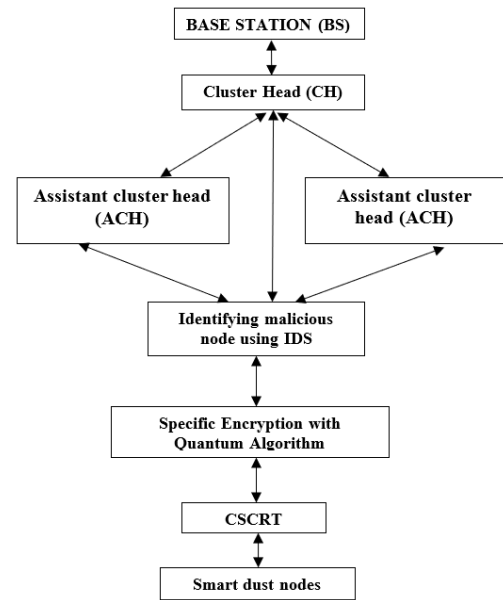 BASE STATION (BS)
Cluster Head (CH)
Assistant cluster head
(ACH)
Assistant cluster
head (ACH)
Identifying malicious
node using IDS
Specific Encryption with
Quantum Algorithm
CSCRT
Smart dust nodes